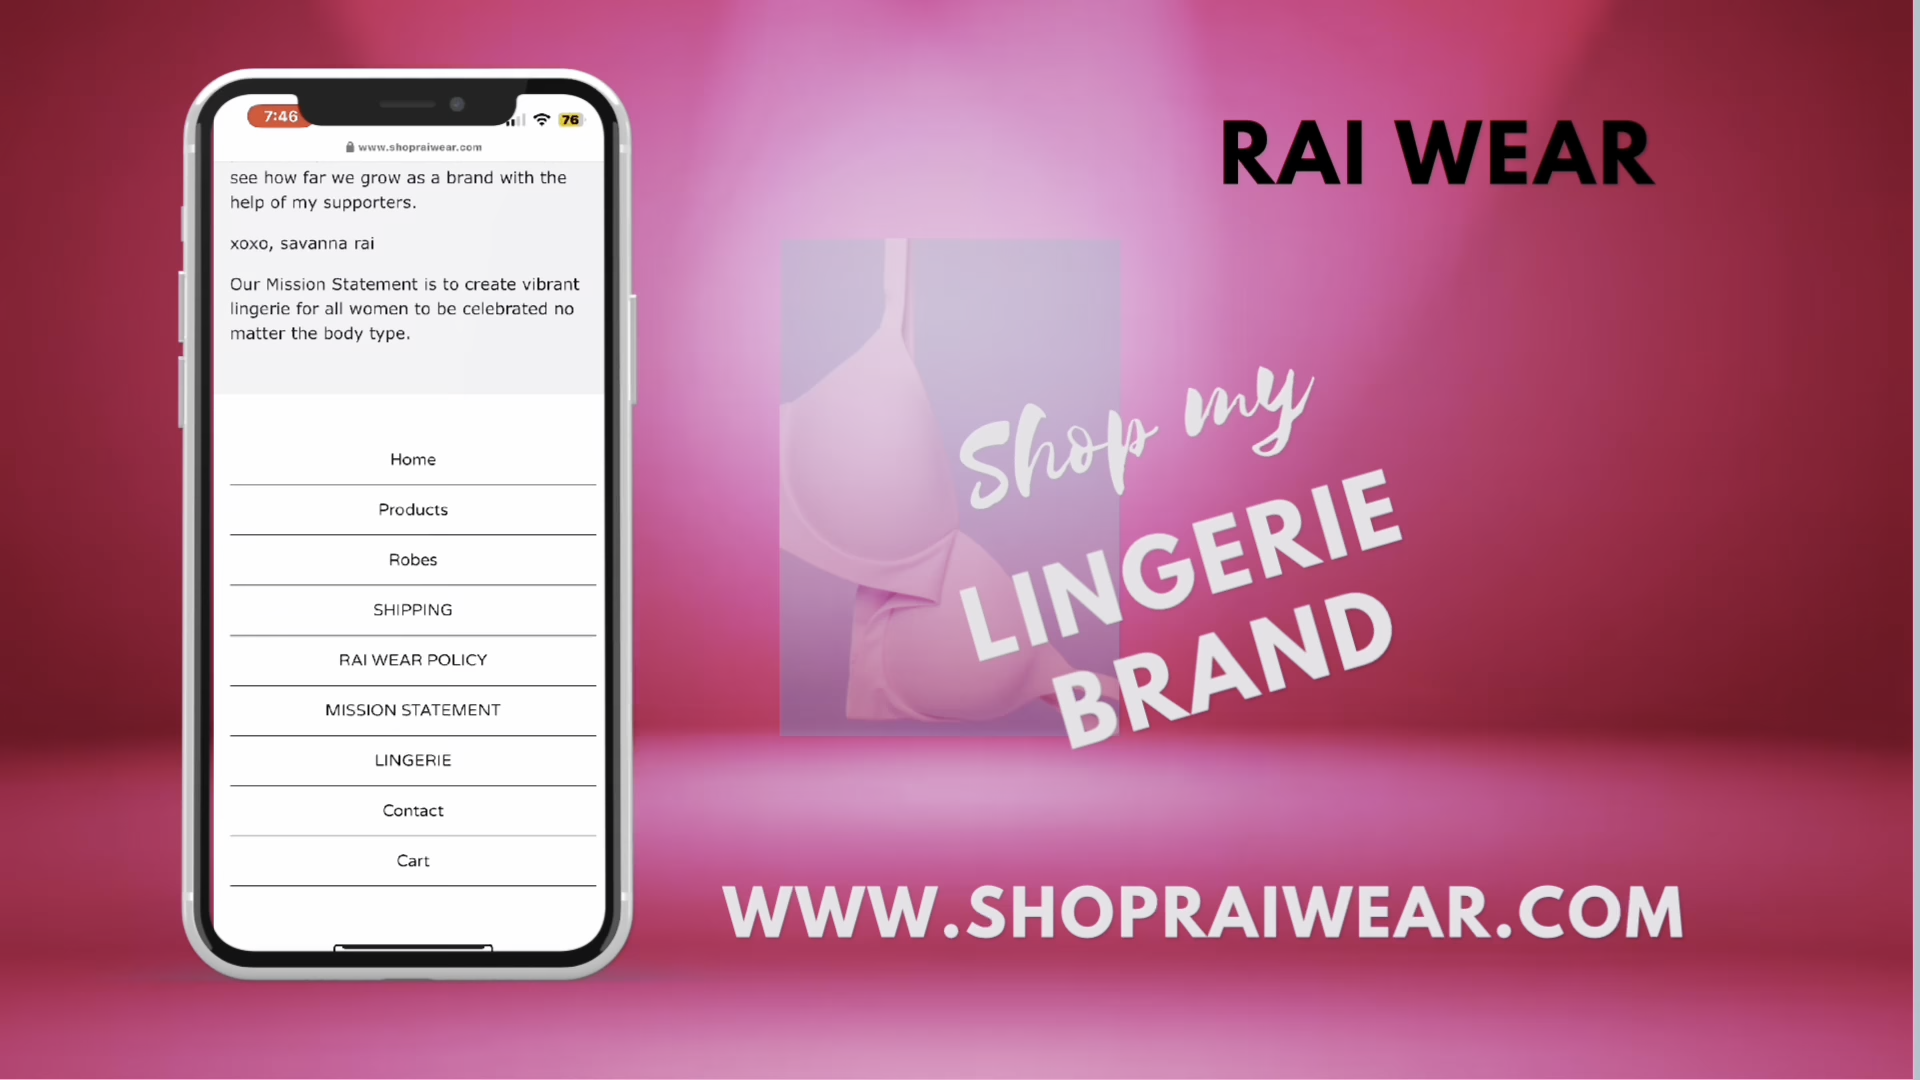 7:46
76
www.shopraiwear.com
see how far we grow as a brand with the
help of my supporters.
xoxo, savanna rai
Our Mission Statement is to create vibrant
lingerie for all women to be celebrated no
matter the body type.
Home
Products
Robes
SHIPPING
RAI WEAR POLICY
MISSION STATEMENT
LINGERIE
Contact
Cart
RAI WEAR
Shop my
LINGERIE
BRAND
WWW.SHOPRAIWEAR.COM